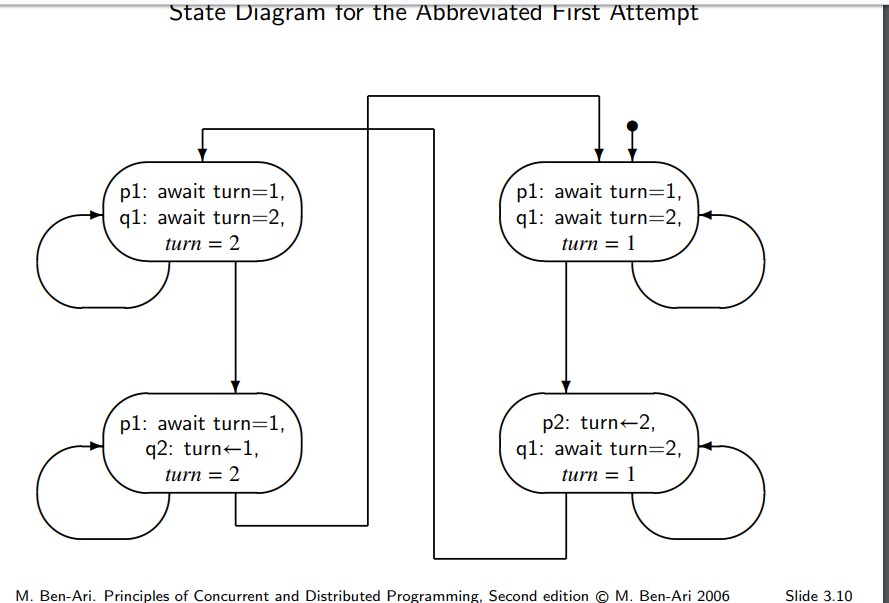 State Diagram for the Abbreviated First Attempt
p1: await turn=1,
q1: await turn=2,
turn = 2
p1: await turn=1,
q1: await turn=2,
turn = 1
p1: await turn=1,
q2: turn←1,
turn = 2
p2: turn←2,
q1: await turn=2,
turn = 1
M. Ben-Ari. Principles of Concurrent and Distributed Programming, Second edition © M. Ben-Ari 2006
Slide 3.10